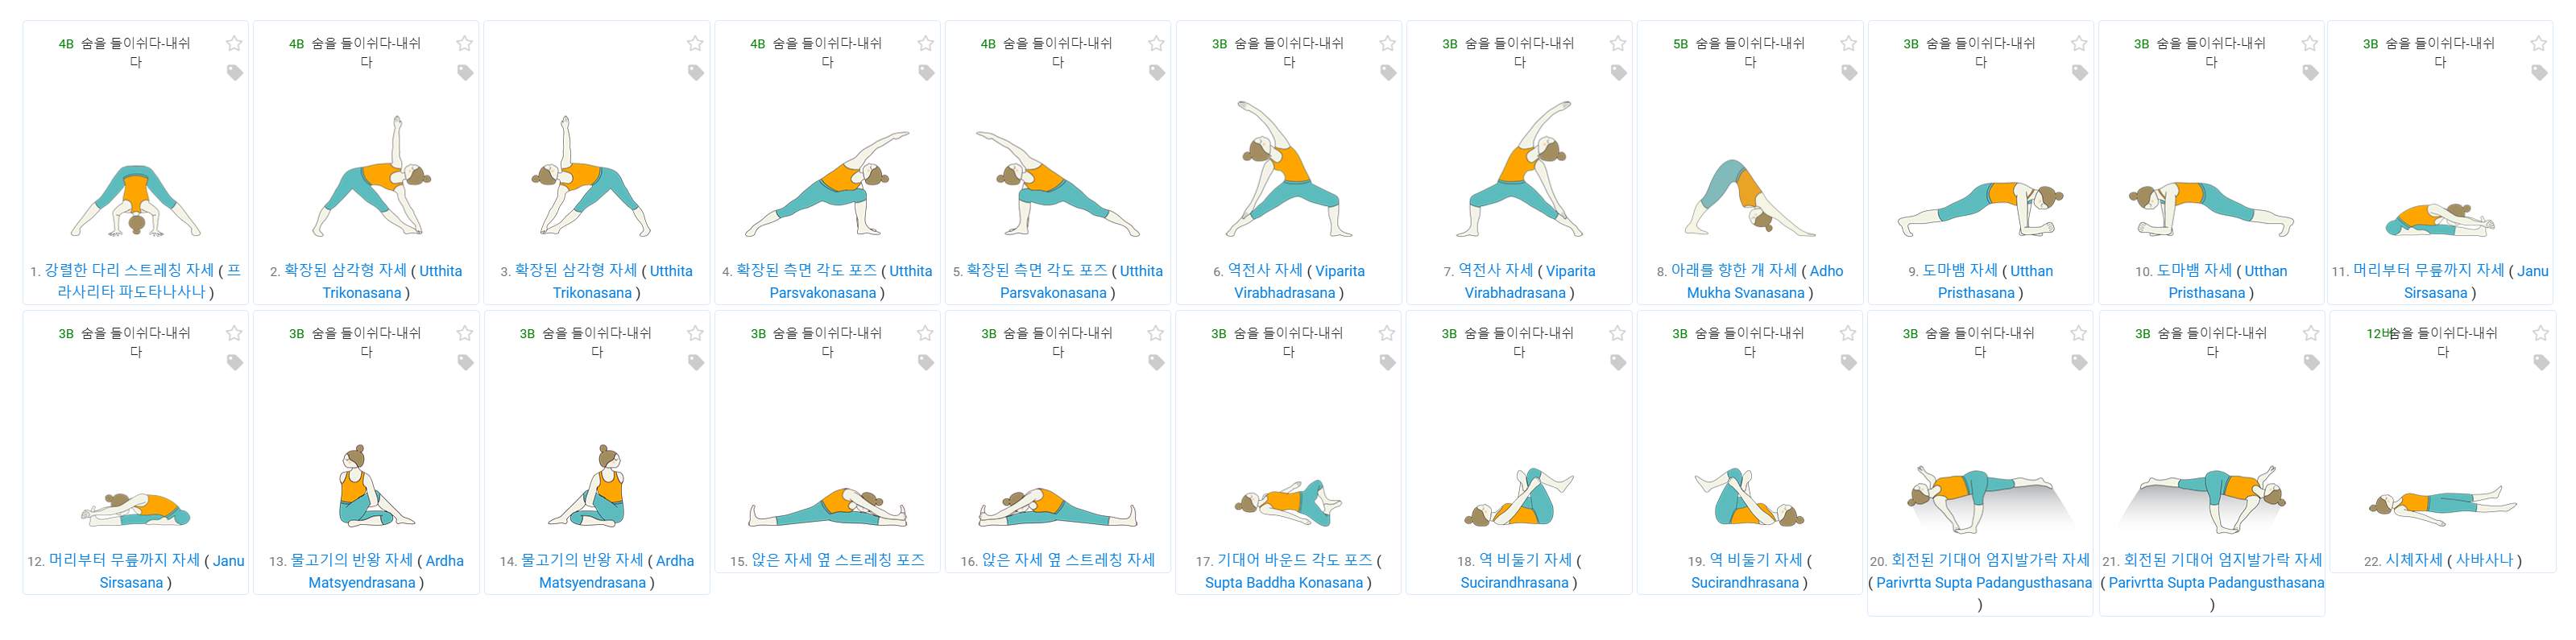 4B 숨을 들이쉬다-내쉬
다
1. 강렬한 다리 스트레칭 자세 ( 프
라사리타 파도타나사나 )
4B 숨을 들이쉬다-내쉬
다
2. 확장된 삼각형 자세 ( Utthita
Trikonasana )
3. 확장된 삼각형 자세 ( Utthita
Trikonasana )
4B 숨을 들이쉬다-내쉬
다
4. 확장된 측면 각도 포즈 ( Utthita
Parsvakonasana )
4B 숨을 들이쉬다-내쉬
다
5. 확장된 측면 각도 포즈 ( Utthita
Parsvakonasana )
3B 숨을 들이쉬다-내쉬
다
6. 역전사 자세 ( Viparita
Virabhadrasana )
3B 숨을 들이쉬다-내쉬
다
7. 역전사 자세 ( Viparita
Virabhadrasana )
5B 숨을 들이쉬다-내쉬
다
8. 아래를 향한 개 자세 ( Adho
Mukha Svanasana )
3B 숨을 들이쉬다-내쉬
다
9. 도마뱀 자세 ( Utthan
Pristhasana )
3B 숨을 들이쉬다-내쉬
다
10. 도마뱀 자세 ( Utthan
Pristhasana )
3B 숨을 들이쉬다-내쉬
다
11. 머리부터 무릎까지 자세 ( Janu
Sirsasana )
3B 숨을 들이쉬다-내쉬
다
12. 머리부터 무릎까지 자세 ( Janu
Sirsasana )
3B 숨을 들이쉬다-내쉬
다
13. 물고기의 반왕 자세 ( Ardha
Matsyendrasana )
3B 숨을 들이쉬다-내쉬
다
14. 물고기의 반왕 자세 ( Ardha
Matsyendrasana )
3B 숨을 들이쉬다-내쉬
다
15. 앉은 자세 옆 스트레칭 포즈
3B 숨을 들이쉬다-내쉬
다
16. 앉은 자세 옆 스트레칭 자세
3B 숨을 들이쉬다-내쉬
다
17. 기대어 바운드 각도 포즈 (
Supta Baddha Konasana )
3B 숨을 들이쉬다-내쉬
다
18. 역 비둘기 자세 (
Sucirandhrasana )
3B 숨을 들이쉬다-내쉬
다
19. 역 비둘기 자세 (
Sucirandhrasana )
3B 숨을 들이쉬다-내쉬
다
20. 회전된 기대어 엄지발가락 자세
( Parivrtta Supta Padangusthasana
)
3B 숨을 들이쉬다-내쉬
다
21. 회전된 기대어 엄지발가락 자세
( Parivrtta Supta Padangusthasana
)
12버 숨을 들이쉬다-내쉬
다
22. 시체자세 ( 사바사나 )